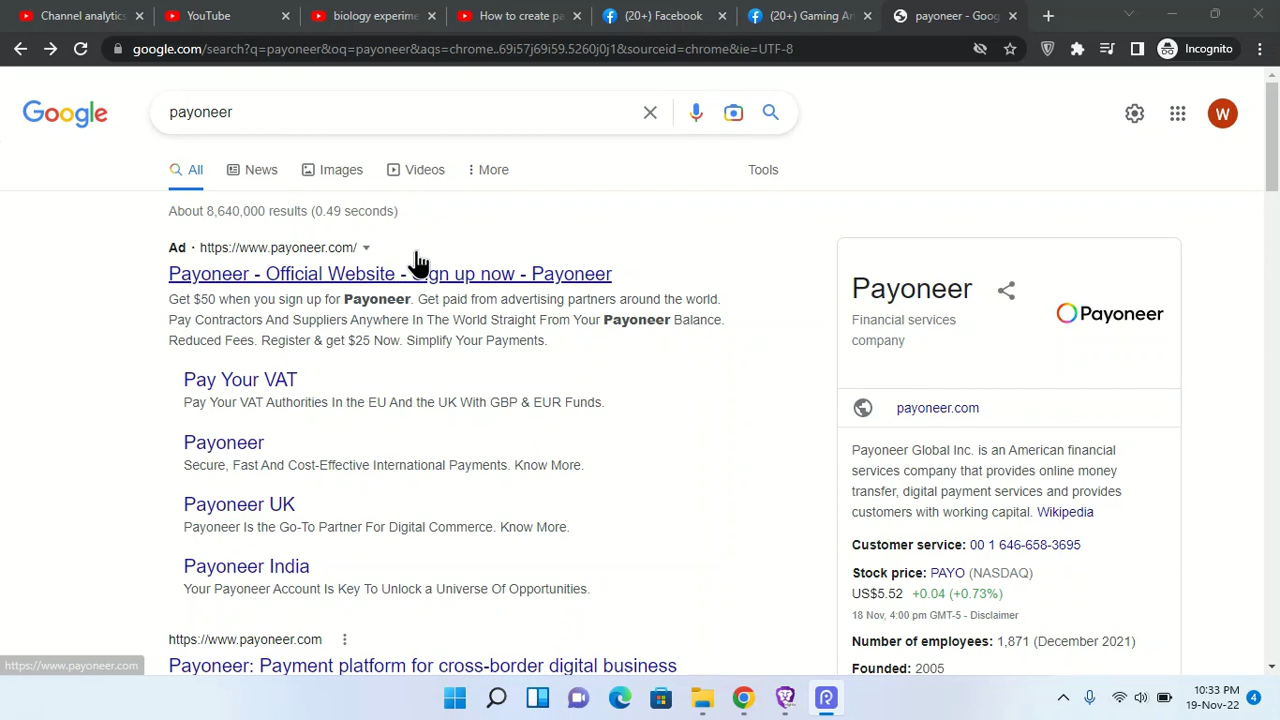 Channel analytics
YouTube
biology experime
How to create pa
(20+) Facebook
(20+) Gaming Ar
payoneer - Goog
google.com/search?q=payoneer&oq=payoneer&aqs=chrome..69i57j69i59.5260j0j1&sourceid=chrome&ie=UTF-8
Incognito
Google
payoneer
W
All
News
Images
Videos
More
Tools
About 8,640,000 results (0.49 seconds)
Ad · https://www.payoneer.com/
Payoneer - Official Website - Sign up now - Payoneer
Get $50 when you sign up for Payoneer. Get paid from advertising partners around the world.
Pay Contractors And Suppliers Anywhere In The World Straight From Your Payoneer Balance.
Reduced Fees. Register & get $25 Now. Simplify Your Payments.
Pay Your VAT
Pay Your VAT Authorities In the EU And the UK With GBP & EUR Funds.
Payoneer
Secure, Fast And Cost-Effective International Payments. Know More.
Payoneer UK
Payoneer Is the Go-To Partner For Digital Commerce. Know More.
Payoneer India
Your Payoneer Account Is Key To Unlock a Universe Of Opportunities.
https://www.payoneer.com
Payoneer: Payment platform for cross-border digital business
Payoneer
Financial services
company
Payoneer
payoneer.com
Payoneer Global Inc. is an American financial
services company that provides online money
transfer, digital payment services and provides
customers with working capital. Wikipedia
Customer service: 00 1 646-658-3695
Stock price: PAYO (NASDAQ)
US$5.52 +0.04 (+0.73%)
18 Nov, 4:00 pm GMT-5 - Disclaimer
Number of employees: 1,871 (December 2021)
Founded: 2005
https://www.payoneer.com
10:33 PM
19-Nov-22
4